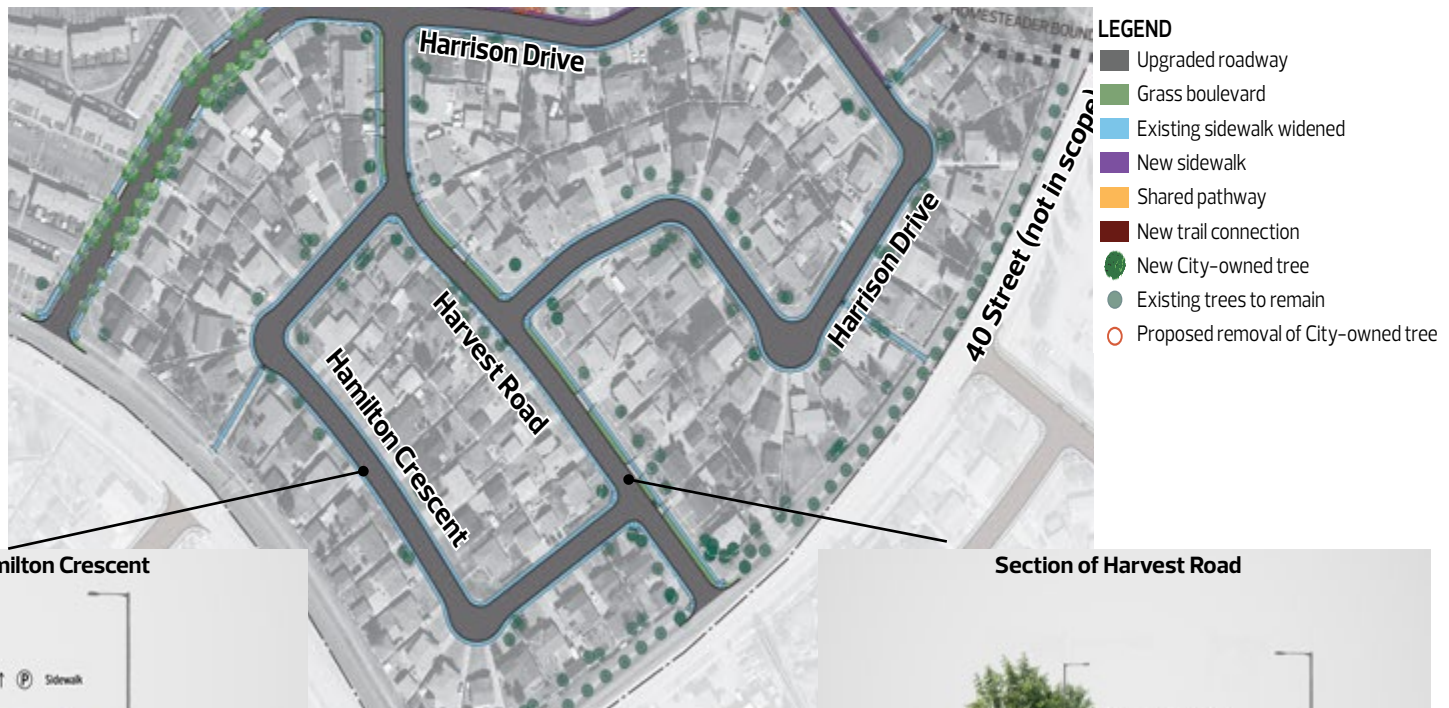 HOMESTEADER BOUND
Harrison Drive
LEGEND
Upgraded roadway
Grass boulevard
Existing sidewalk widened
New sidewalk
Shared pathway
New trail connection
New City-owned tree
Existing trees to remain
Proposed removal of City-owned tree
40 Street (not in scope)
Harrison Drive
Harvest Road
Hamilton Crescent
milton Crescent
P Sidewalk
Section of Harvest Road